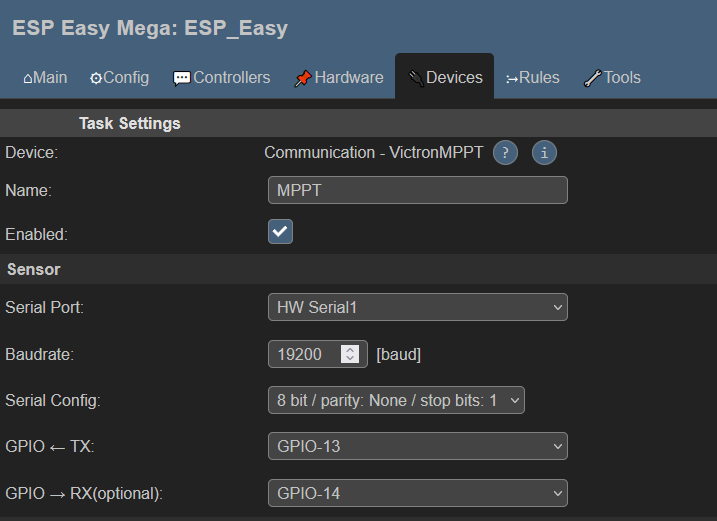 ESP Easy Mega: ESP_Easy
⌂Main
⚙Config
Controllers
Hardware
Devices
Rules
Tools
Task Settings
Device: Communication - VictronMPPT ? i
Name: MPPT
Enabled:
Sensor
Serial Port: HW Serial1
Baudrate: 19200 [baud]
Serial Config: 8 bit / parity: None / stop bits: 1
GPIO ← TX: GPIO-13
GPIO → RX(optional): GPIO-14